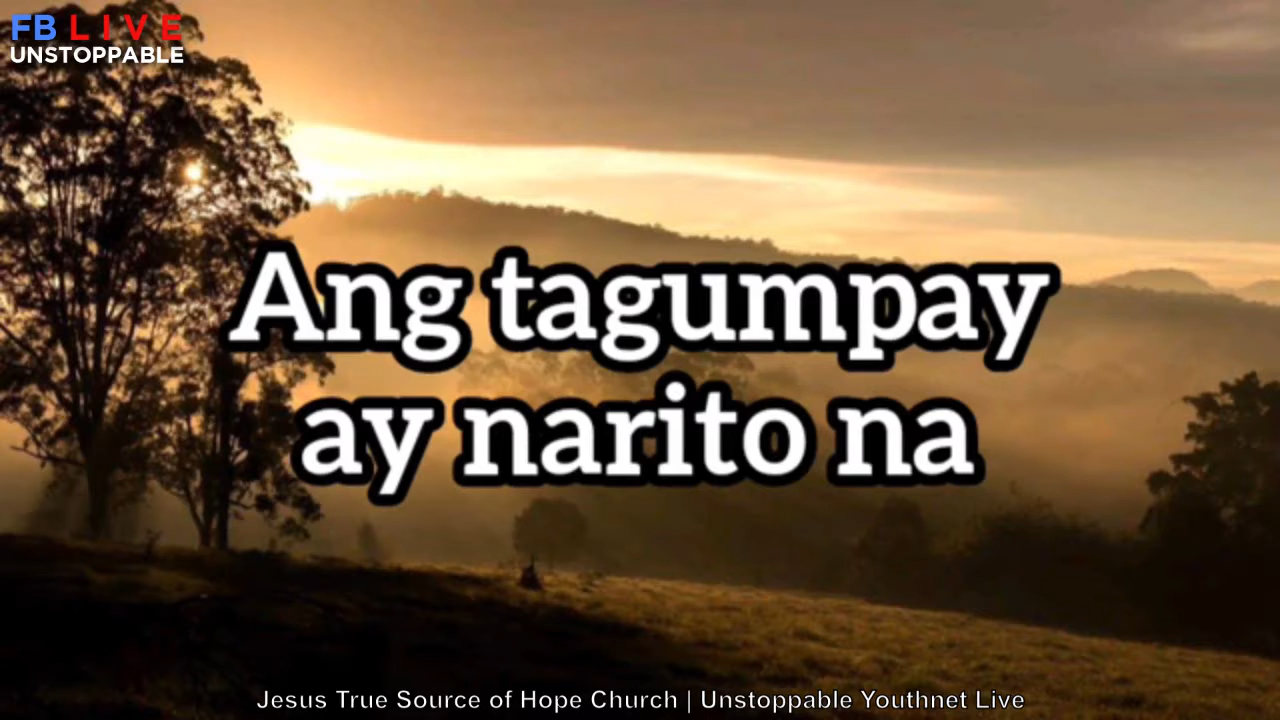 FB LIVE
UNSTOPPABLE
Ang tagumpay
ay narito na
Jesus True Source of Hope Church | Unstoppable Youthnet Live